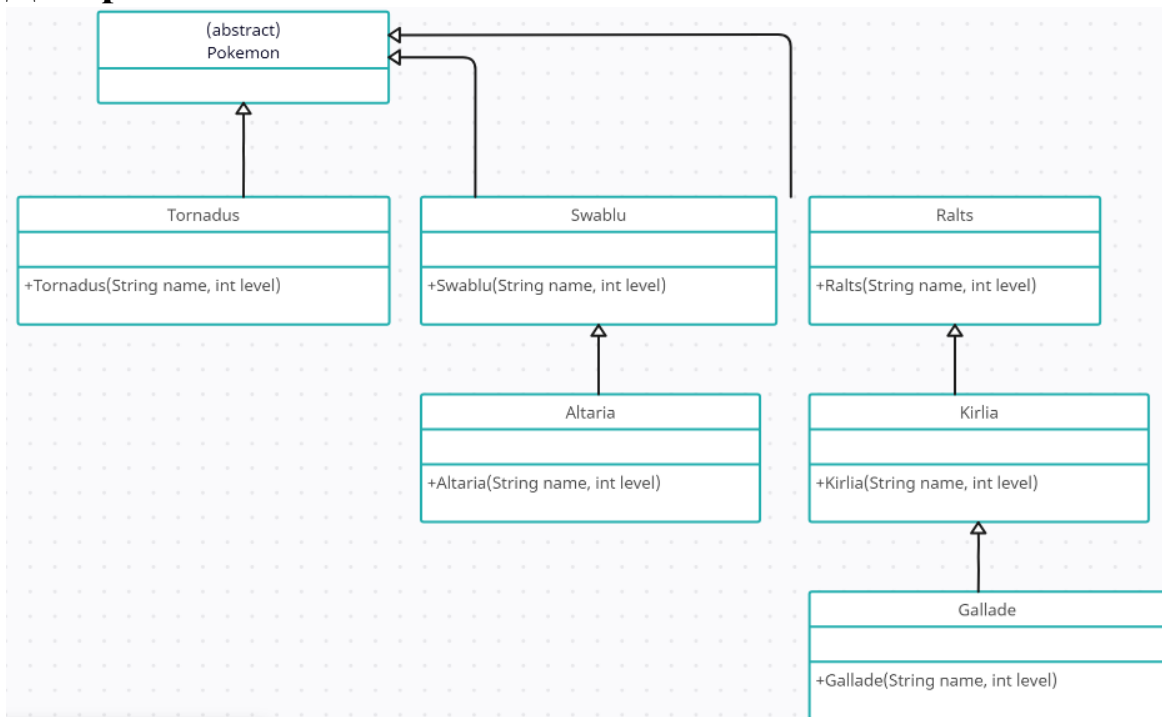 (abstract)
Pokemon
Tornadus
+Tornadus(String name, int level)
Swablu
+Swablu(String name, int level)
Ralts
+Ralts(String name, int level)
Altaria
+Altaria(String name, int level)
Kirlia
+Kirlia(String name, int level)
Gallade
+Gallade(String name, int level)